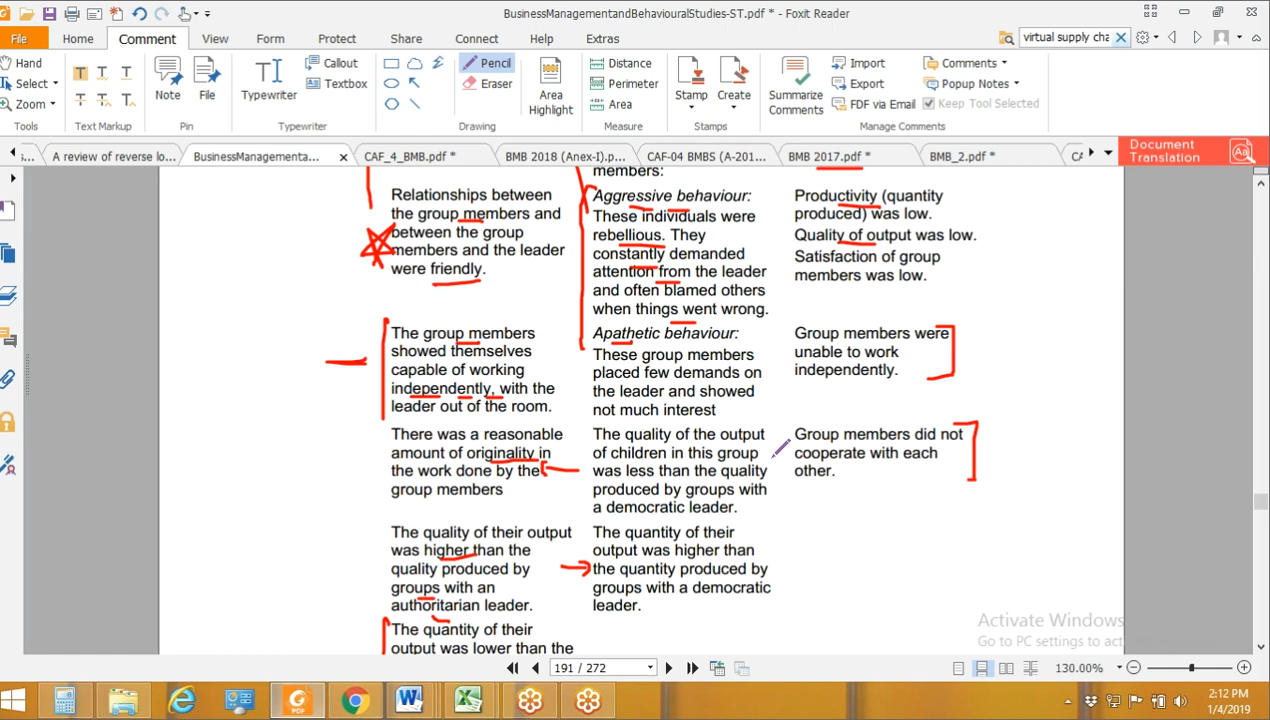 BusinessManagementandBehaviouralStudies-ST.pdf * - Foxit Reader
File Home Comment View Form Protect Share Connect Help Extras
virtual supply cha
Hand
Select
Zoom
Tools
Text Markup
Note
File
Pin
Typewriter
Callout
Textbox
Typewriter
Pencil
Eraser
Drawing
Area
Highlight
Distance
Perimeter
Area
Measure
Stamp
Create
Stamps
Summarize
Comments
Import
Export
FDF via Email
Comments
Popup Notes
Keep Tool Selected
Manage Comments
s... A review of reverse lo... BusinessManagementa... CAF_4_BMB.pdf * BMB 2018 (Anex-I).p... CAF-04 BMBS (A-201... BMB 2017.pdf * BMB_2.pdf * CA
Document
Translation
Relationships between
the group members and
between the group
members and the leader
were friendly.
The group members
showed themselves
capable of working
independently, with the
leader out of the room.
There was a reasonable
amount of originality in
the work done by the
group members
The quality of their output
was higher than the
quality produced by
groups with an
authoritarian leader.
The quantity of their
output was lower than the
members:
Aggressive behaviour:
These individuals were
rebellious. They
constantly demanded
attention from the leader
and often blamed others
when things went wrong.
Apathetic behaviour:
These group members
placed few demands on
the leader and showed
not much interest
The quality of the output
of children in this group
was less than the quality
produced by groups with
a democratic leader.
The quantity of their
output was higher than
the quantity produced by
groups with a democratic
leader.
Productivity (quantity
produced) was low.
Quality of output was low.
Satisfaction of group
members was low.
Group members were
unable to work
independently.
Group members did not
cooperate with each
other.
Activate Windows
Go to PC settings to activ
191 / 272
130.00%
2:12 PM
1/4/2019